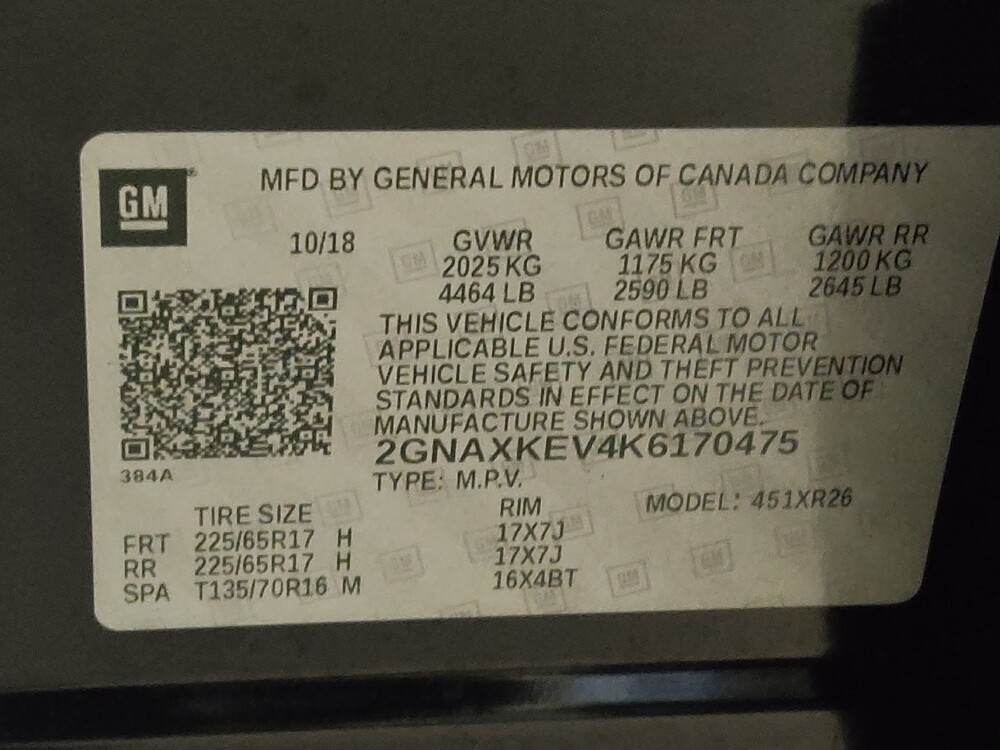 GM MFD BY GENERAL MOTORS OF CANADA COMPANY
10/18 GVWR GAWR FRT GAWR RR
2025 KG 1175 KG 1200 KG
4464 LB 2590 LB 2645 LB
THIS VEHICLE CONFORMS TO ALL
APPLICABLE U.S. FEDERAL MOTOR
VEHICLE SAFETY AND THEFT PREVENTION
STANDARDS IN EFFECT ON THE DATE OF
MANUFACTURE SHOWN ABOVE.
2GNAXKEV4K6170475
384A TYPE: M.P.V.
MODEL: 451XR26
TIRE SIZE RIM
FRT 225/65R17 H 17X7J
RR 225/65R17 H 17X7J
SPA T135/70R16 M 16X4BT